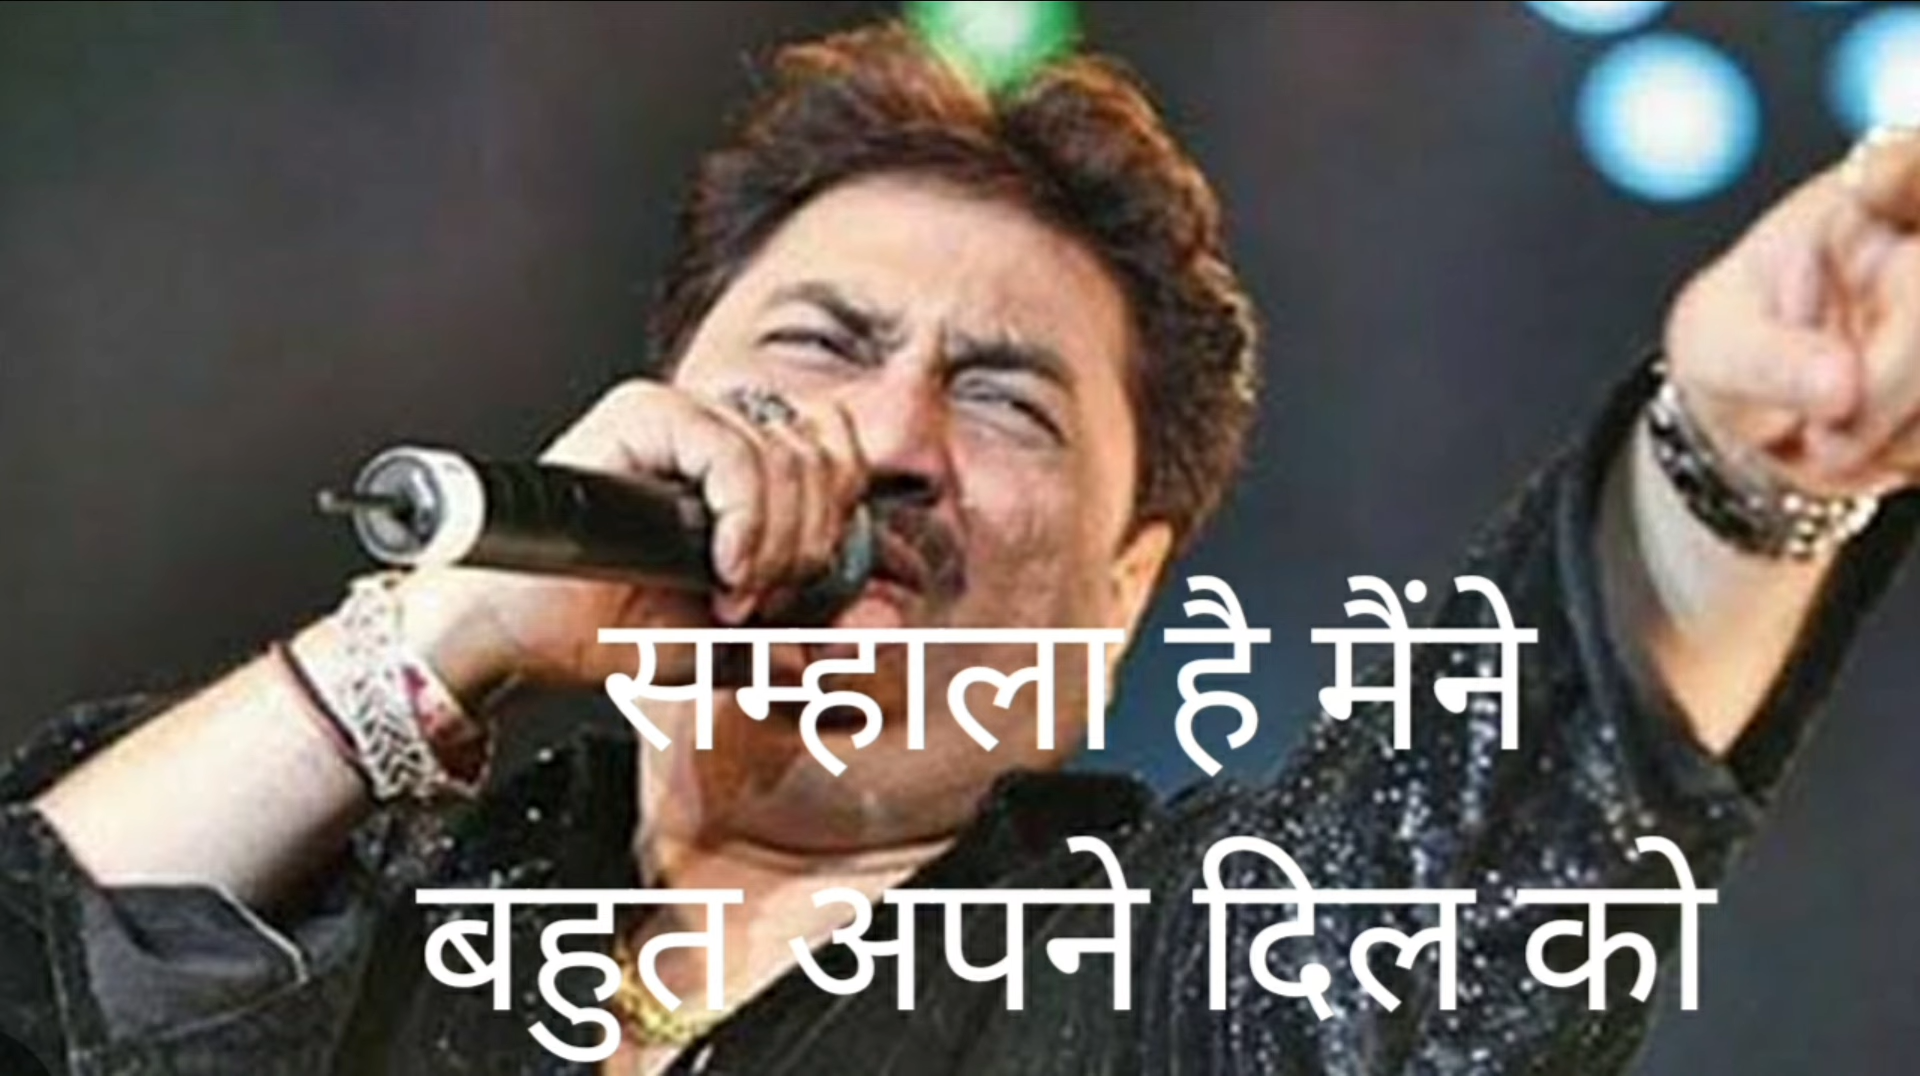 सम्हाला है मैंने
बहुत अपने दिल को